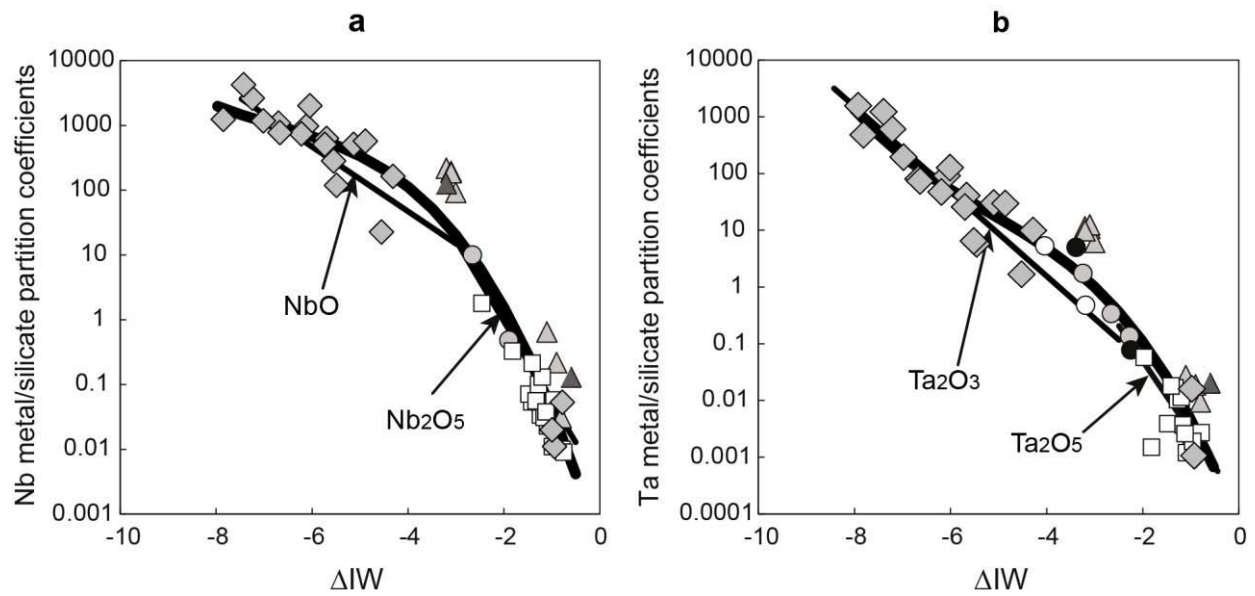 a
b
Nb metal/silicate partition coefficients
10000
1000
100
10
1
0.1
0.01
0.001
-10
-8
-6
-4
-2
0
ΔIW
NbO
Nb2O5
Ta metal/silicate partition coefficients
10000
1000
100
10
1
0.1
0.01
0.001
0.0001
-10
-8
-6
-4
-2
0
ΔIW
Ta2O3
Ta2O5